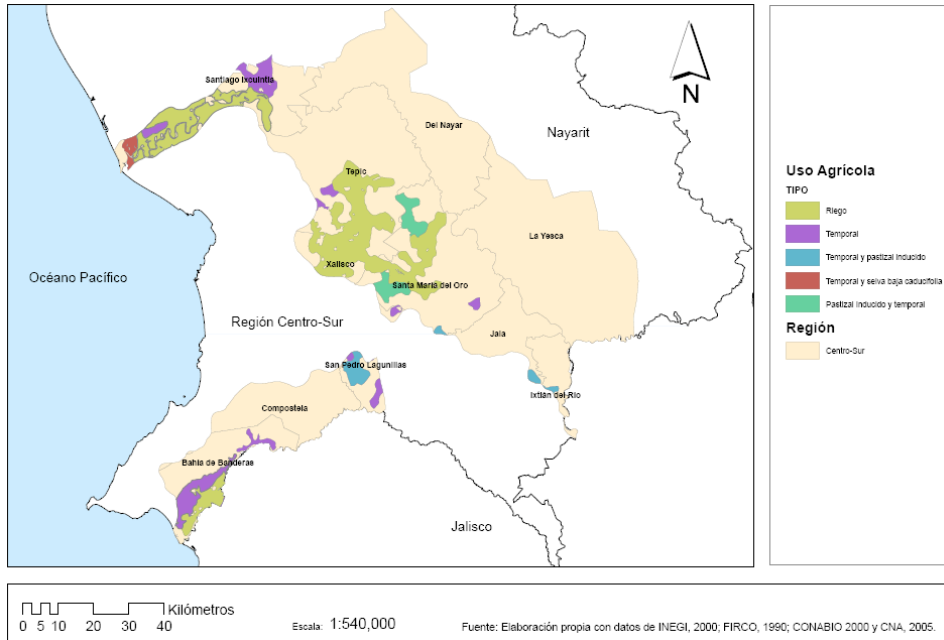 Santiago Ixcuintla
N
Del Nayar
Nayarit
Tepic
La Yesca
Océano Pacífico
Xalisco
Santa María del Oro
Región Centro-Sur
Jala
San Pedro Lagunillas
Ixtlán del Río
Compostela
Bahía de Banderas
Jalisco
Uso Agrícola
TIPO
Riego
Temporal
Temporal y pastizal inducido
Temporal y selva baja caducifolia
Pastizal inducido y temporal
Región
Centro-Sur
Kilómetros
0 5 10 20 30 40
Escala: 1:540,000
Fuente: Elaboración propia con datos de INEGI, 2000; FIRCO, 1990; CONABIO 2000 y CNA, 2005.